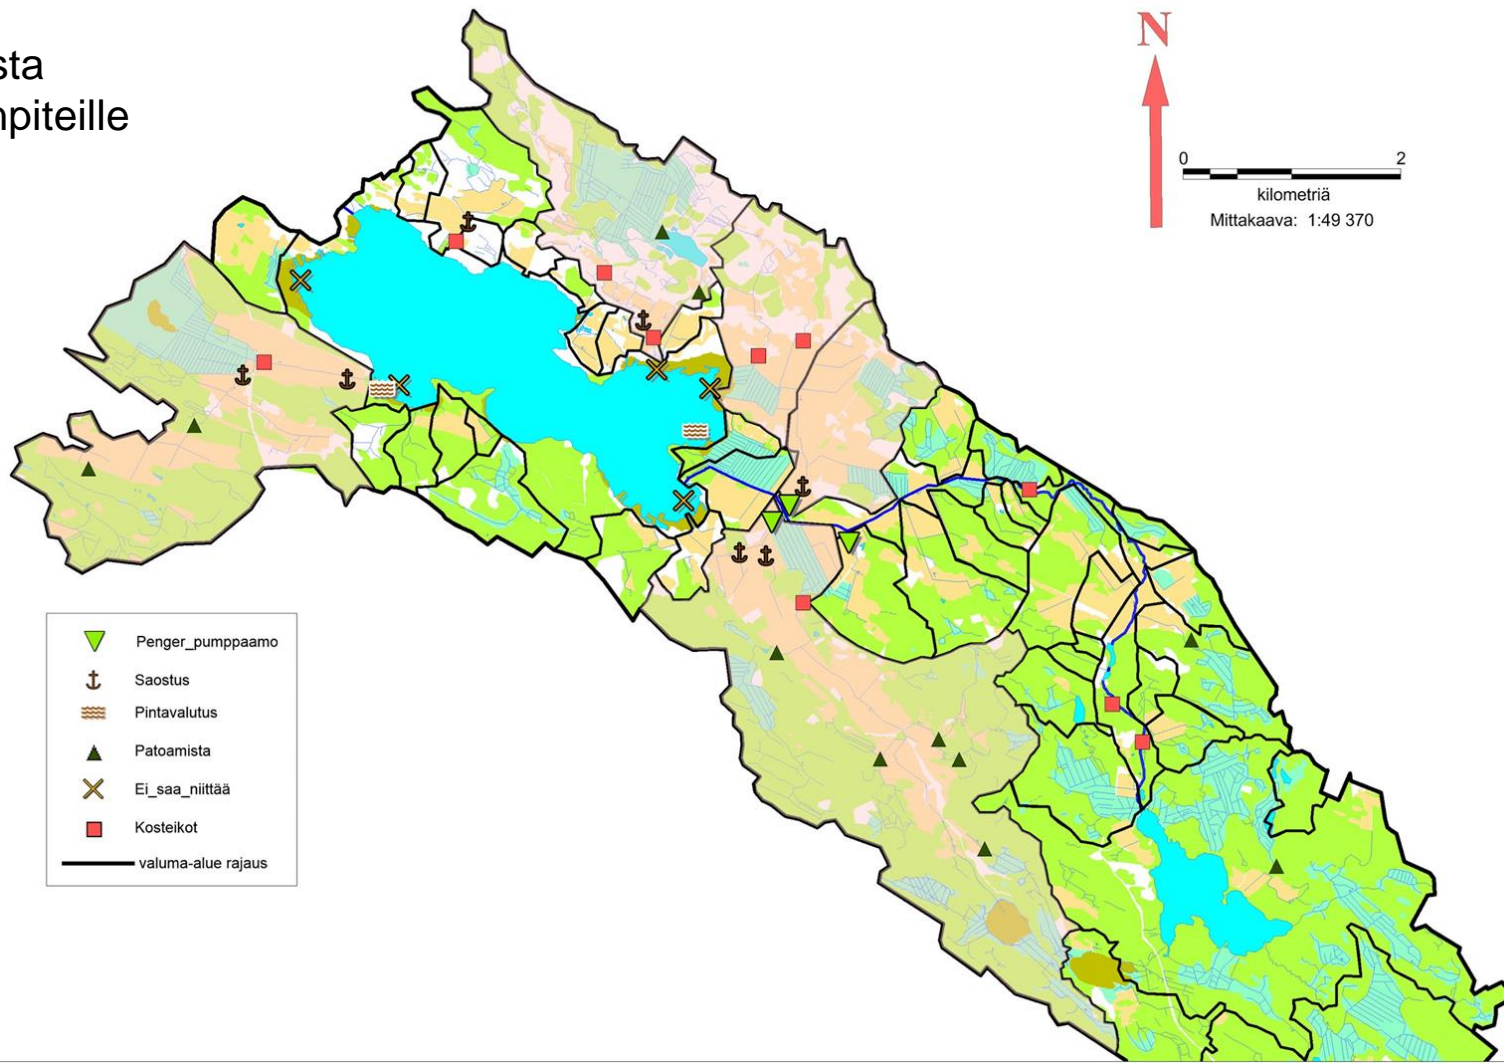 sta
npiteille
N
0 2
kilometriä
Mittakaava: 1:49 370
Penger_pumppaamo
Saostus
Pintavalutus
Patoamista
Ei_saa_niittää
Kosteikot
valuma-alue rajaus